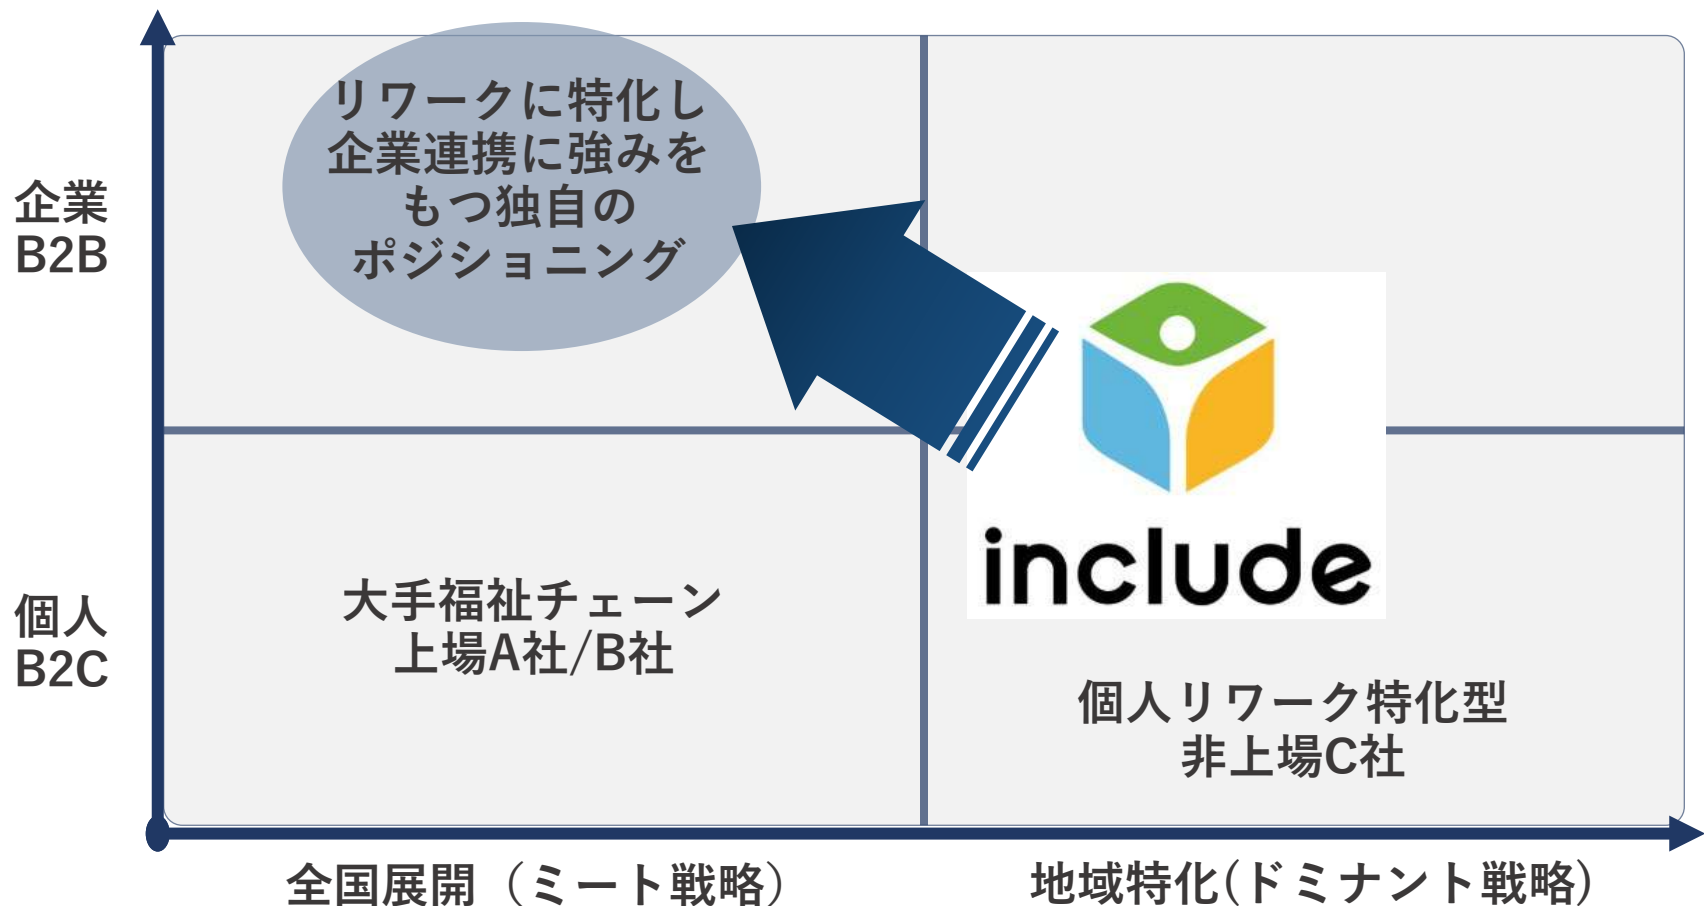 リワークに特化し
企業連携に強みを
もつ独自の
ポジショニング
企業
B2B
include
大手福祉チェーン
上場A社/B社
個人
B2C
個人リワーク特化型
非上場C社
全国展開（ミート戦略）
地域特化(ドミナント戦略)